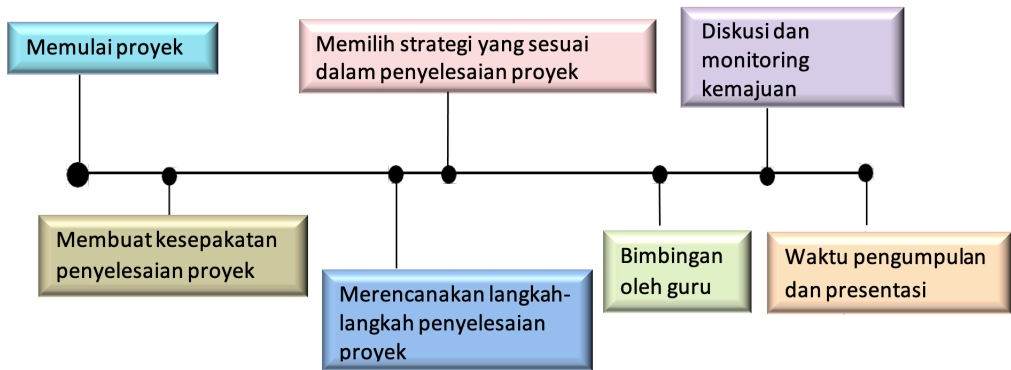 Memulai proyek
Memilih strategi yang sesuai
dalam penyelesaian proyek
Diskusi dan
monitoring
kemajuan
Membuat kesepakatan
penyelesaian proyek
Merencanakan langkah-
langkah penyelesaian
proyek
Bimbingan
oleh guru
Waktu pengumpulan
dan presentasi